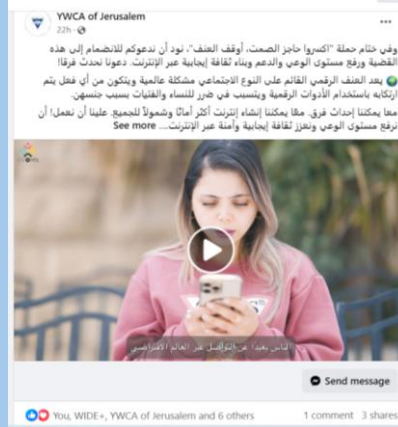 YWCA of Jerusalem
22h
وفي ختام حملة "اكسروا حاجز الصمت، أوقف العنف"، نود أن ندعوكم للانضمام إلى هذه
القضية ورفع مستوى الوعي والدعم وبناء ثقافة إيجابية عبر الإنترنت. دعونا نحدث فرقا!
يعد العنف الرقمي القائم على النوع الاجتماعي مشكلة عالمية ويتكون من أي فعل يتم
ارتكابه باستخدام الأدوات الرقمية ويتسبب في ضرر للنساء والفتيات بسبب جنسهن.
معا يمكننا إحداث فرق. معًا يمكننا إنشاء إنترنت أكثر أمانًا وشمولاً للجميع. علينا أن نعمل! أن
نرفع مستوى الوعي ونعزز ثقافة إيجابية وآمنة عبر الإنترنت.... See more
الناس بعيدًا عن التواصل عبر العالم الافتراضي
Send message
You, WIDE+, YWCA of Jerusalem and 6 others
1 comment 3 shares